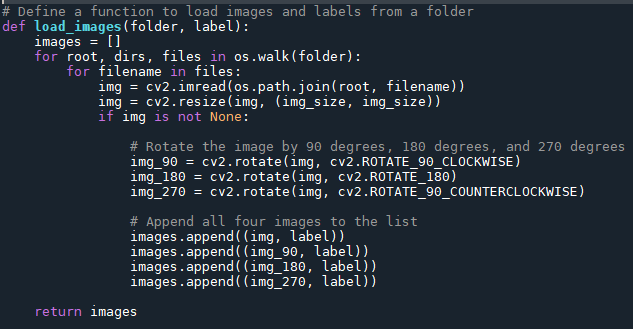 # Define a function to load images and labels from a folder
def load_images(folder, label):
    images = []
    for root, dirs, files in os.walk(folder):
        for filename in files:
            img = cv2.imread(os.path.join(root, filename))
            img = cv2.resize(img, (img_size, img_size))
            if img is not None:

                # Rotate the image by 90 degrees, 180 degrees, and 270 degrees
                img_90 = cv2.rotate(img, cv2.ROTATE_90_CLOCKWISE)
                img_180 = cv2.rotate(img, cv2.ROTATE_180)
                img_270 = cv2.rotate(img, cv2.ROTATE_90_COUNTERCLOCKWISE)

                # Append all four images to the list
                images.append((img, label))
                images.append((img_90, label))
                images.append((img_180, label))
                images.append((img_270, label))

    return images